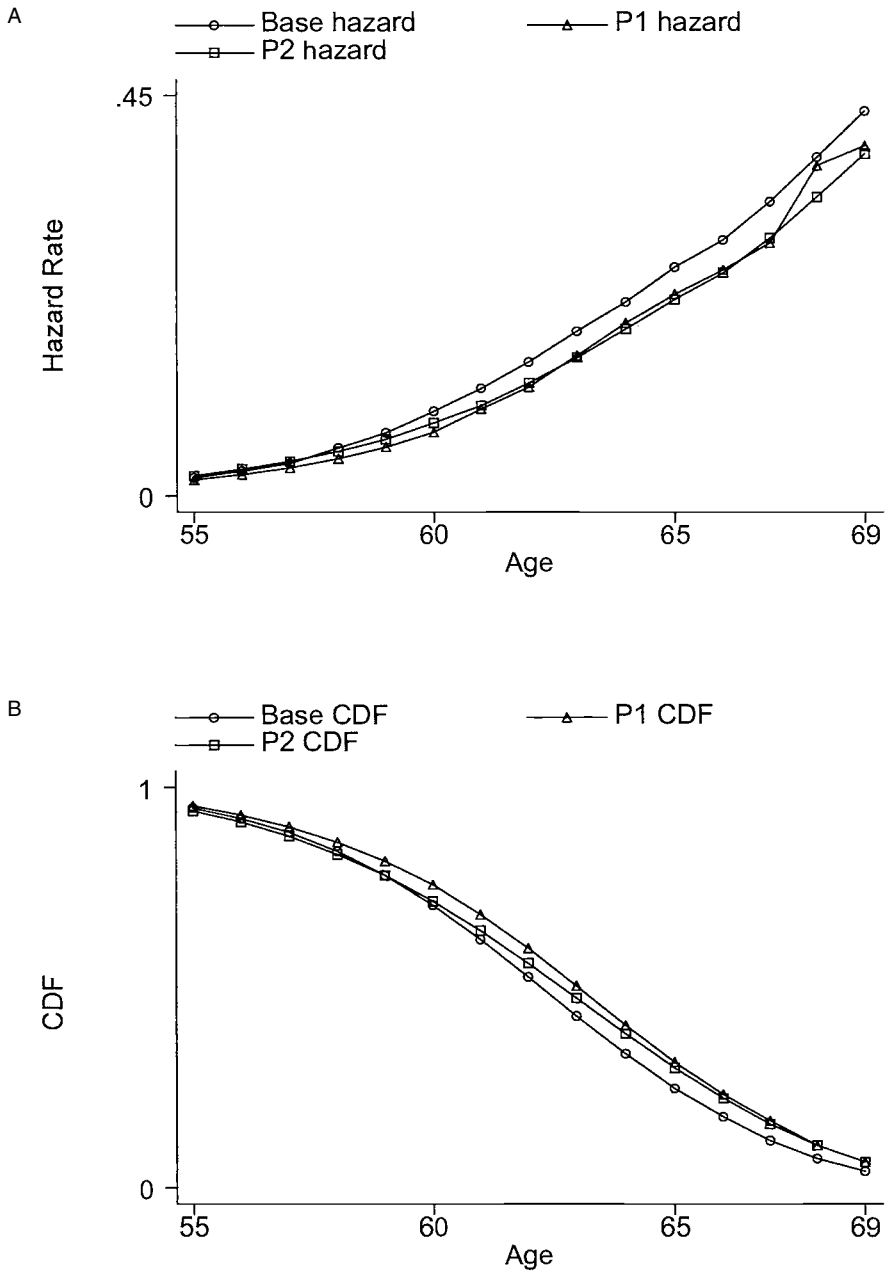 A
Base hazard
P1 hazard
P2 hazard
.45
Hazard Rate
0
55
60
65
69
Age
B
Base CDF
P1 CDF
P2 CDF
1
CDF
0
55
60
65
69
Age